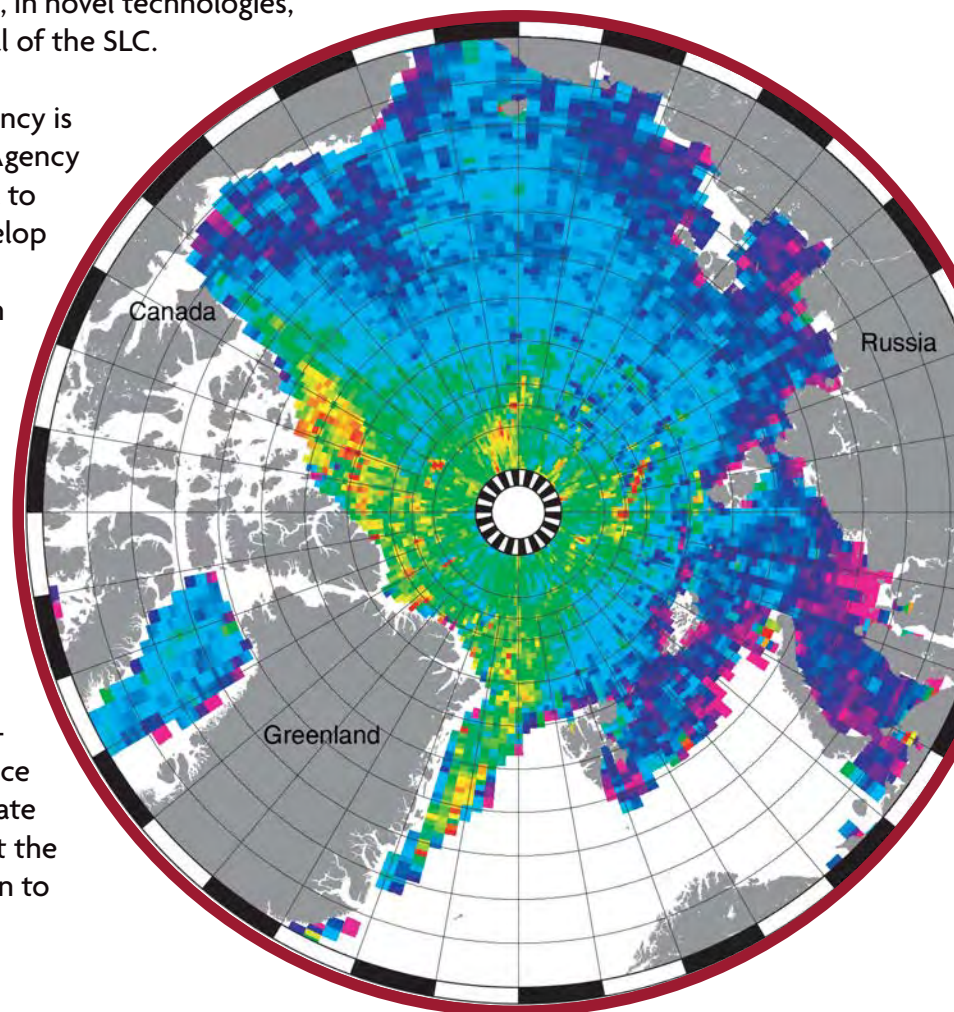 , in novel technologies,
l of the SLC.
ncy is
Agency
to
elop
n
Canada
Russia
Greenland
ce
ate
t the
n to